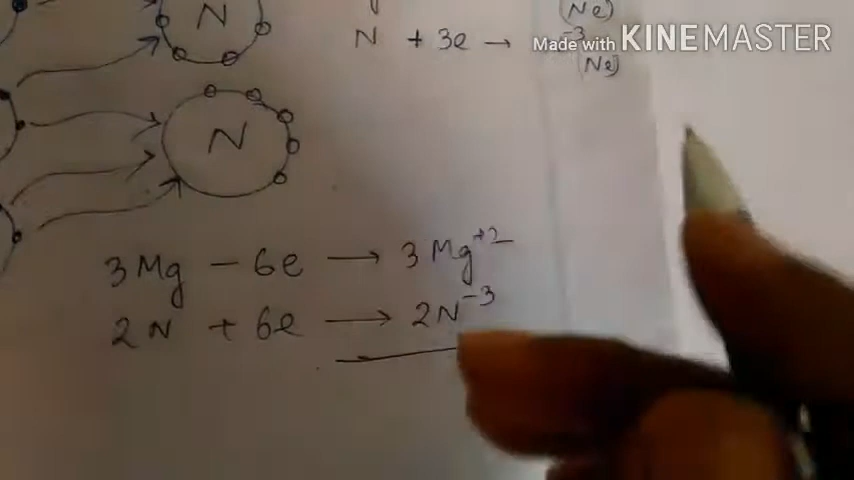 N
(Ne)
N + 3e → -3
Made with KINEMASTER
(Ne)
N
3Mg - 6e → 3Mg+2
2N + 6e → 2N-3